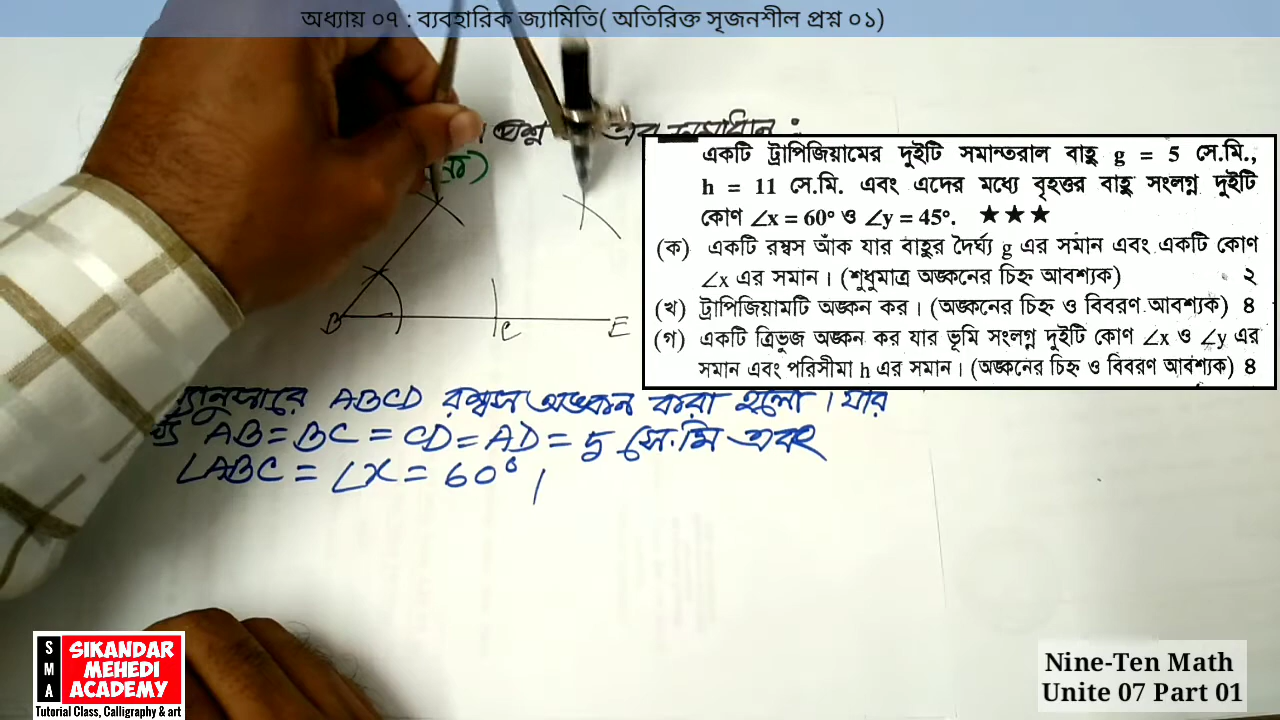 অধ্যায় ০৭ : ব্যবহারিক জ্যামিতি( অতিরিক্ত সৃজনশীল প্রশ্ন ০১)
প্রশ্ন এর সমাধান :
একটি ট্রাপিজিয়ামের দুইটি সমান্তরাল বাহু g = 5 সে.মি.,
h = 11 সে.মি. এবং এদের মধ্যে বৃহত্তর বাহু সংলগ্ন দুইটি
কোণ ∠x = 60° ও ∠y = 45°. ★★★
(ক) একটি রম্বস আঁক যার বাহুর দৈর্ঘ্য g এর সমান এবং একটি কোণ
∠x এর সমান। (শুধুমাত্র অঙ্কনের চিহ্ন আবশ্যক) ২
(খ) ট্রাপিজিয়ামটি অঙ্কন কর। (অঙ্কনের চিহ্ন ও বিবরণ আবশ্যক) ৪
(গ) একটি ত্রিভুজ অঙ্কন কর যার ভূমি সংলগ্ন দুইটি কোণ ∠x ও ∠y এর
সমান এবং পরিসীমা h এর সমান। (অঙ্কনের চিহ্ন ও বিবরণ আবশ্যক) ৪
B C E
ABCD রম্বস অঙ্কন করা হলো। যার
AB = BC = CD = AD = 5 সে.মি এবং
∠ABC = ∠x = 60° ।
S M A
SIKANDAR
MEHEDI
ACADEMY
Tutorial Class, Calligraphy & art
Nine-Ten Math
Unite 07 Part 01